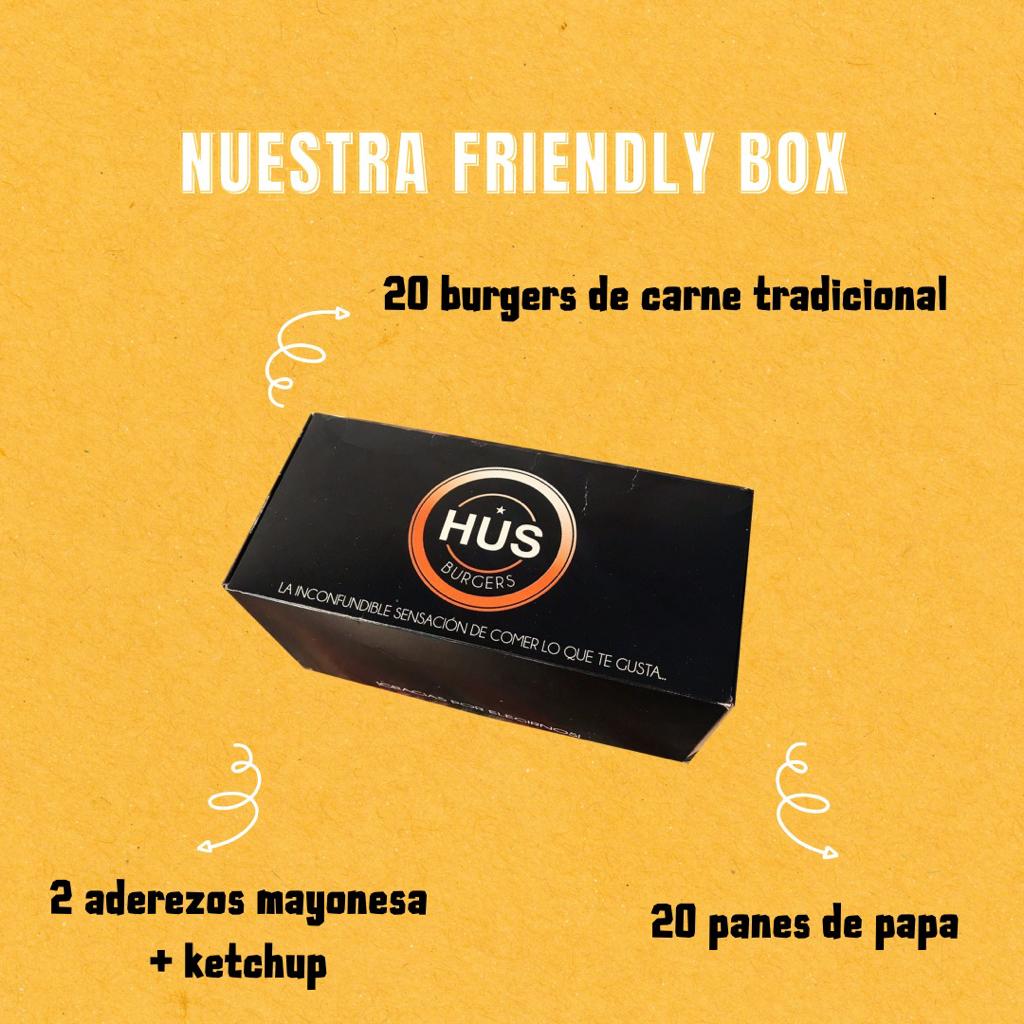 NUESTRA FRIENDLY BOX
20 burgers de carne tradicional
HUS
BURGERS
LA INCONFUNDIBLE SENSACIÓN DE COMER LO QUE TE GUSTA...
¡GRACIAS POR ELEGIRNOS!
2 aderezos mayonesa
+ ketchup
20 panes de papa